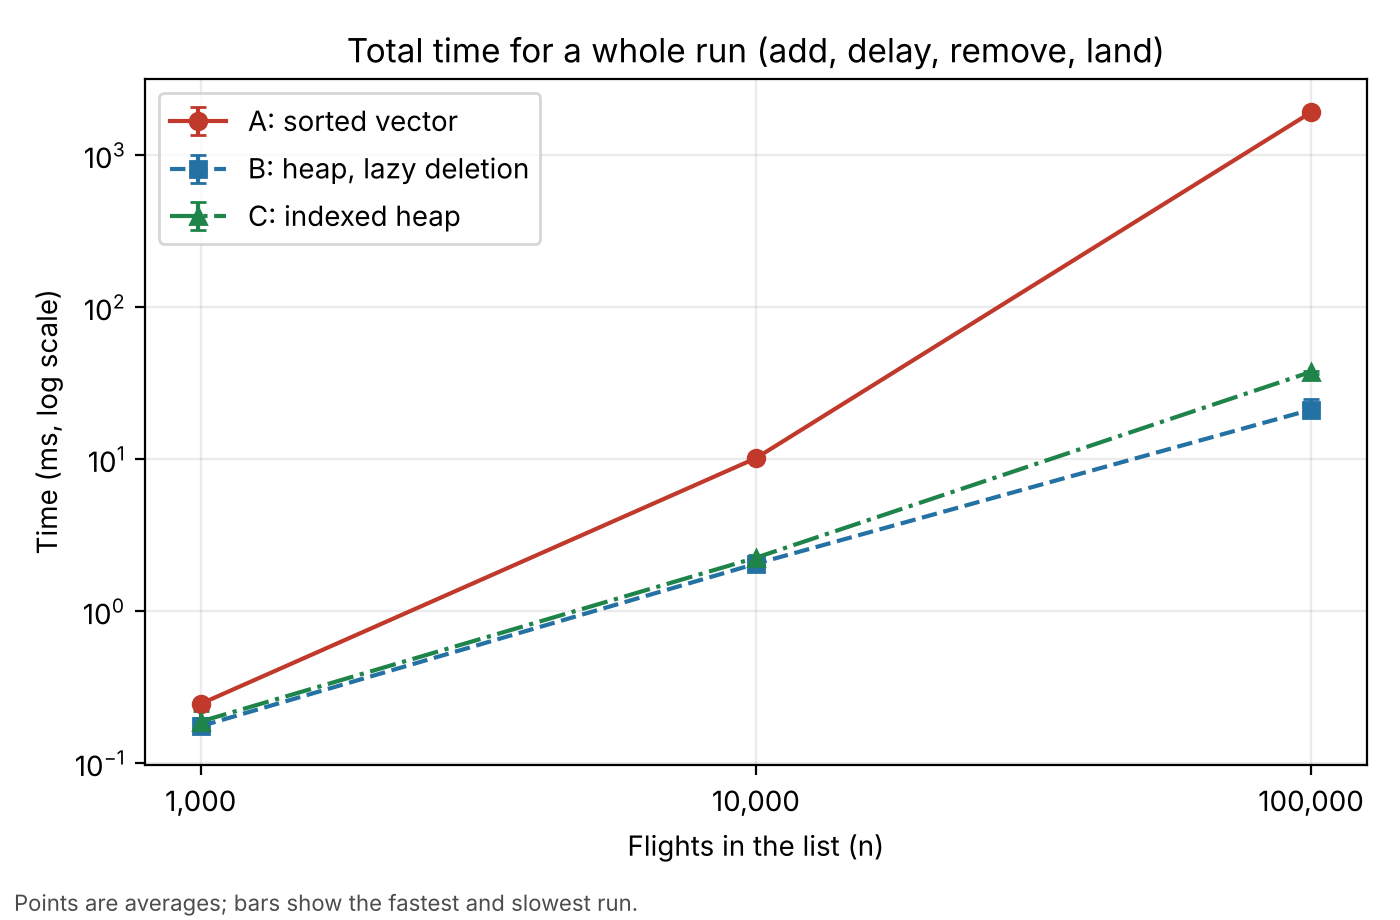 Total time for a whole run (add, delay, remove, land)
A: sorted vector
B: heap, lazy deletion
C: indexed heap
Time (ms, log scale)
10³
10²
10¹
10⁰
10⁻¹
1,000 10,000 100,000
Flights in the list (n)
Points are averages; bars show the fastest and slowest run.